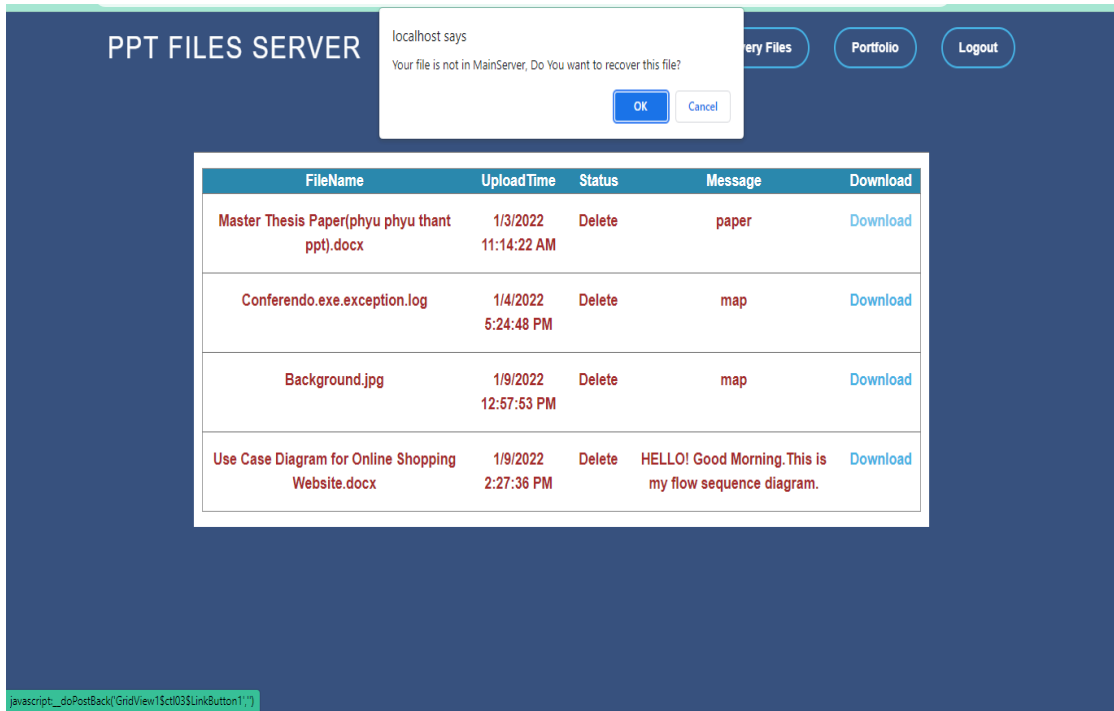 PPT FILES SERVER
localhost says
Your file is not in MainServer, Do You want to recover this file?
OK Cancel
Files
Portfolio
Logout
FileName UploadTime Status Message Download
Master Thesis Paper(phyu phyu thant
ppt).docx
1/3/2022
11:14:22 AM
Delete
paper
Download
Conferendo.exe.exception.log
1/4/2022
5:24:48 PM
Delete
map
Download
Background.jpg
1/9/2022
12:57:53 PM
Delete
map
Download
Use Case Diagram for Online Shopping
Website.docx
1/9/2022
2:27:36 PM
Delete
HELLO! Good Morning.This is
my flow sequence diagram.
Download
javascript:__doPostBack('GridView1$ctl03$LinkButton1','')